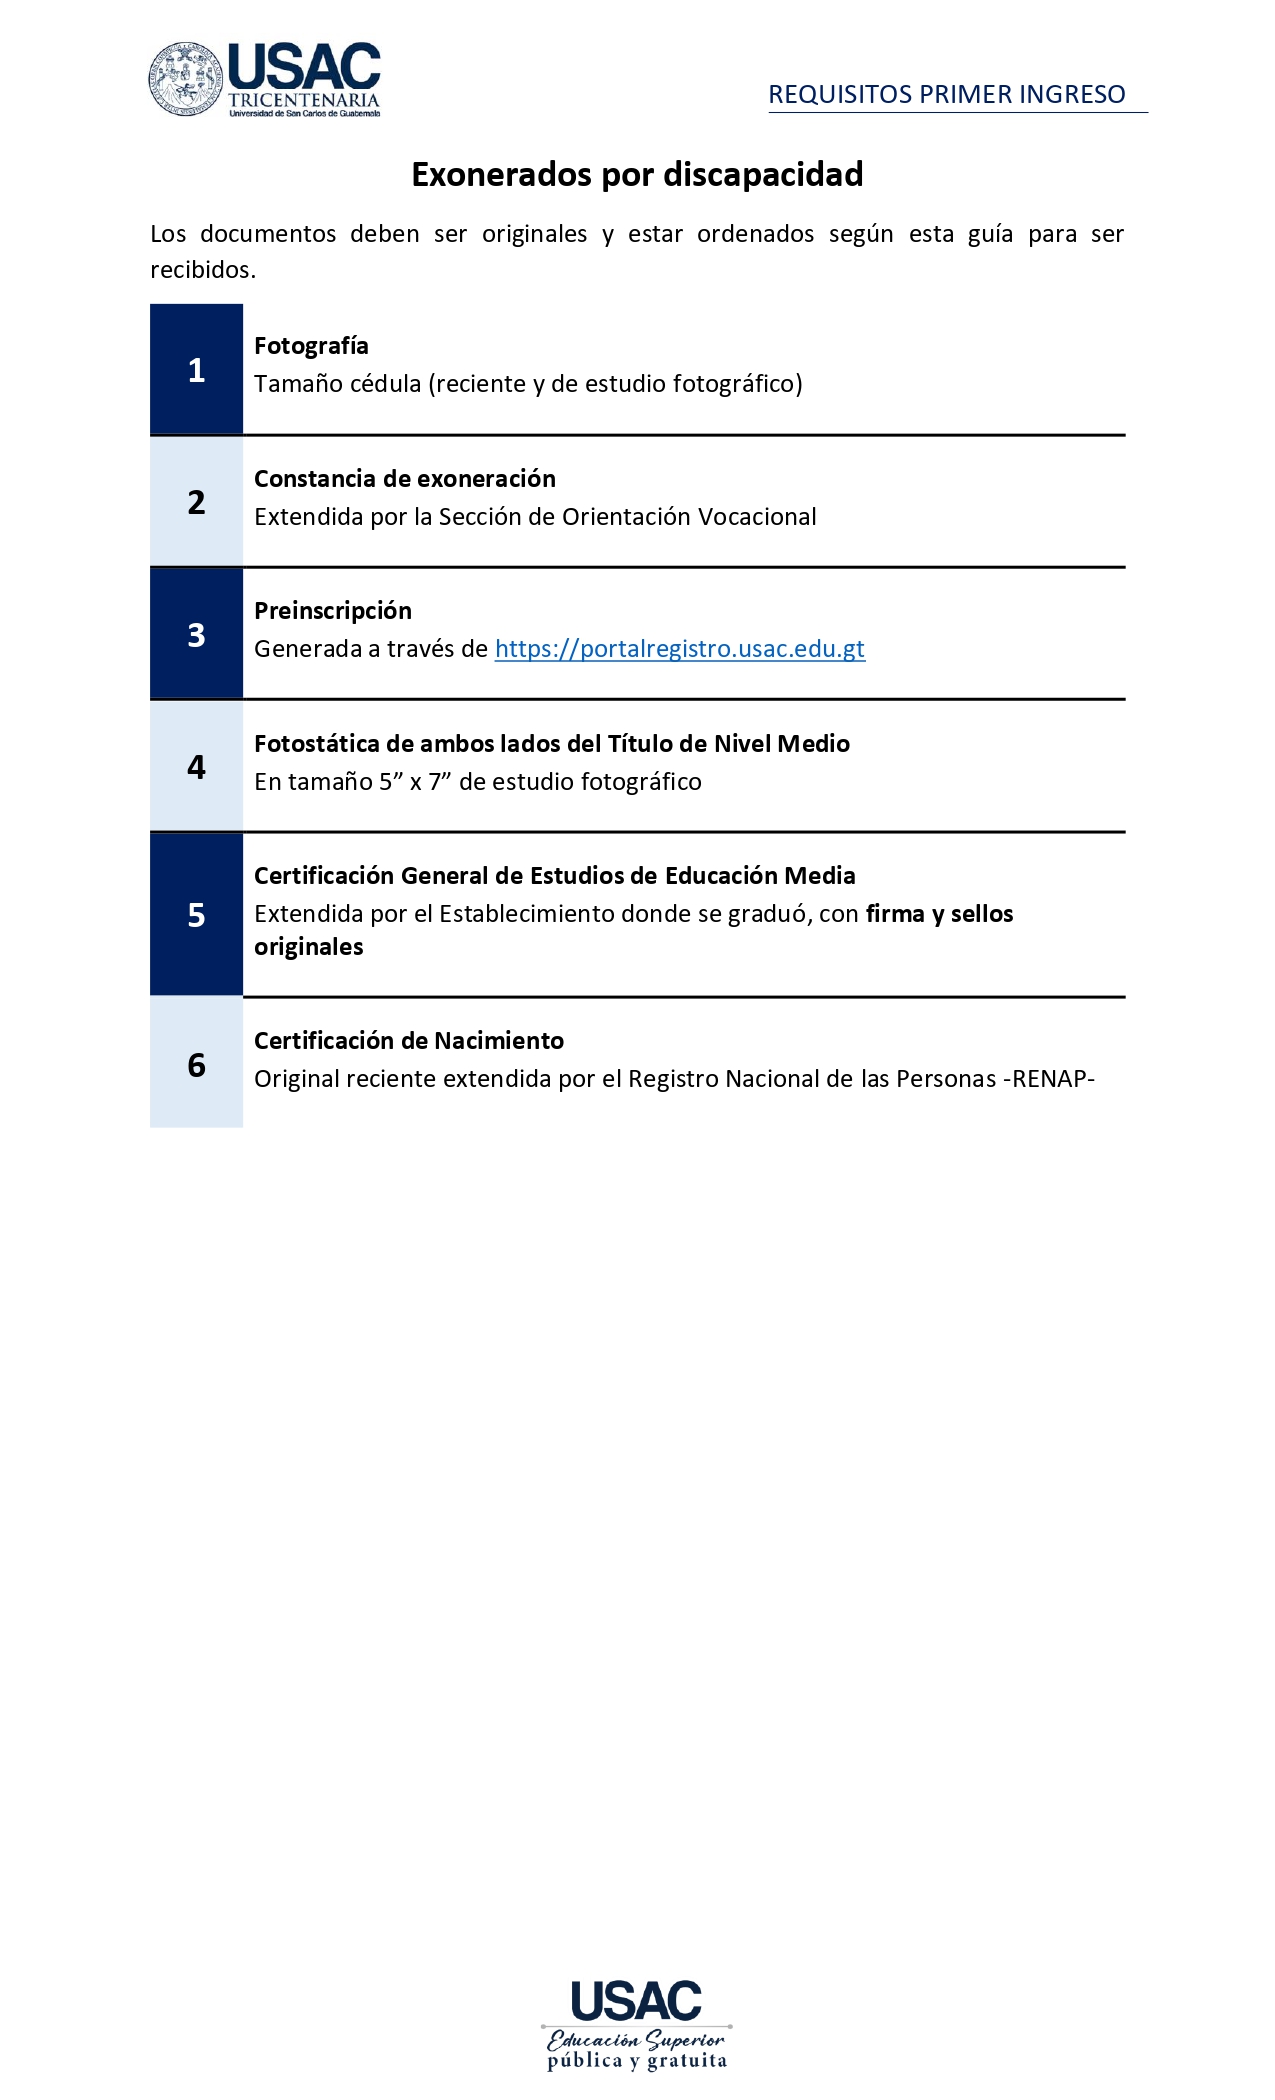 USAC
TRICENTENARIA
Universidad de San Carlos de Guatemala
REQUISITOS PRIMER INGRESO
Exonerados por discapacidad
Los documentos deben ser originales y estar ordenados según esta guía para ser
recibidos.
1
Fotografía
Tamaño cédula (reciente y de estudio fotográfico)
2
Constancia de exoneración
Extendida por la Sección de Orientación Vocacional
3
Preinscripción
Generada a través de https://portalregistro.usac.edu.gt
4
Fotostática de ambos lados del Título de Nivel Medio
En tamaño 5” x 7” de estudio fotográfico
5
Certificación General de Estudios de Educación Media
Extendida por el Establecimiento donde se graduó, con firma y sellos
originales
6
Certificación de Nacimiento
Original reciente extendida por el Registro Nacional de las Personas -RENAP-
USAC
Educación Superior
pública y gratuita